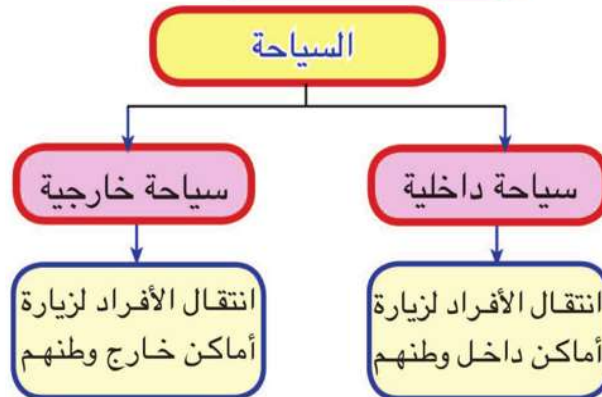 السياحة
سياحة داخلية
سياحة خارجية
انتقال الأفراد لزيارة
أماكن داخل وطنهم
انتقال الأفراد لزيارة
أماكن خارج وطنهم